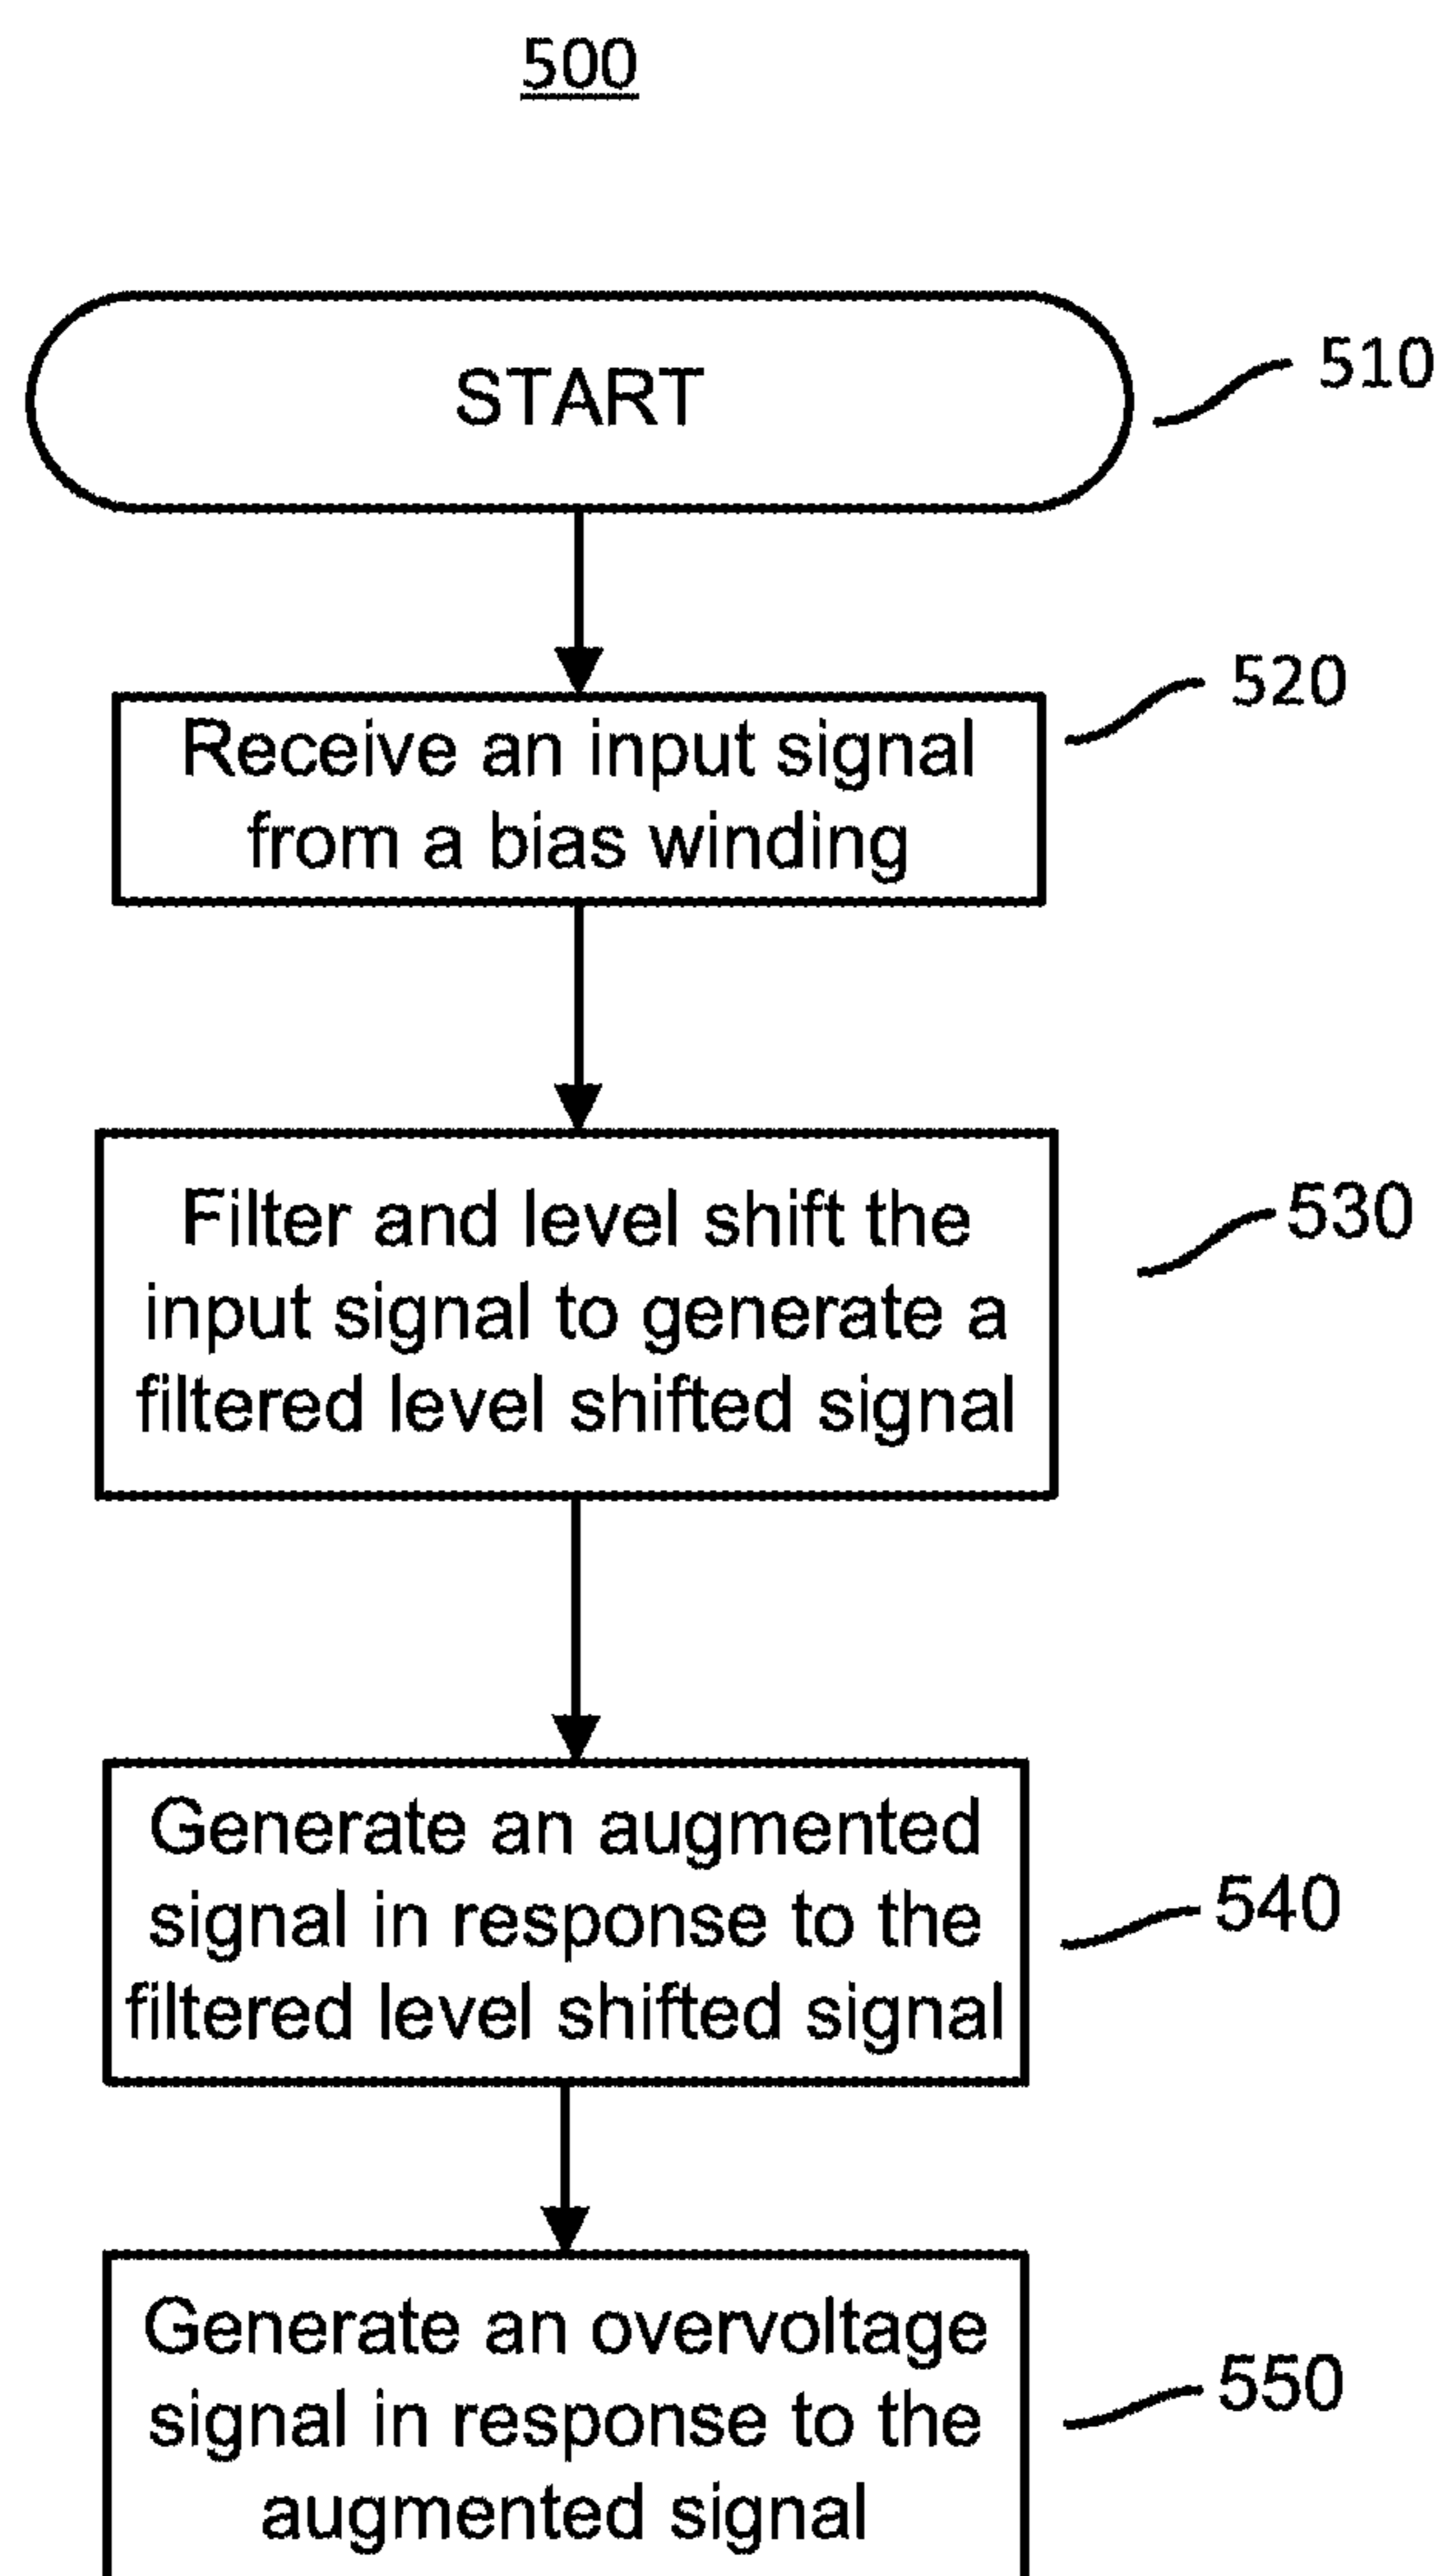 500
START
510
Receive an input signal
from a bias winding
520
Filter and level shift the
input signal to generate a
filtered level shifted signal
530
Generate an augmented
signal in response to the
filtered level shifted signal
540
Generate an overvoltage
signal in response to the
augmented signal
550